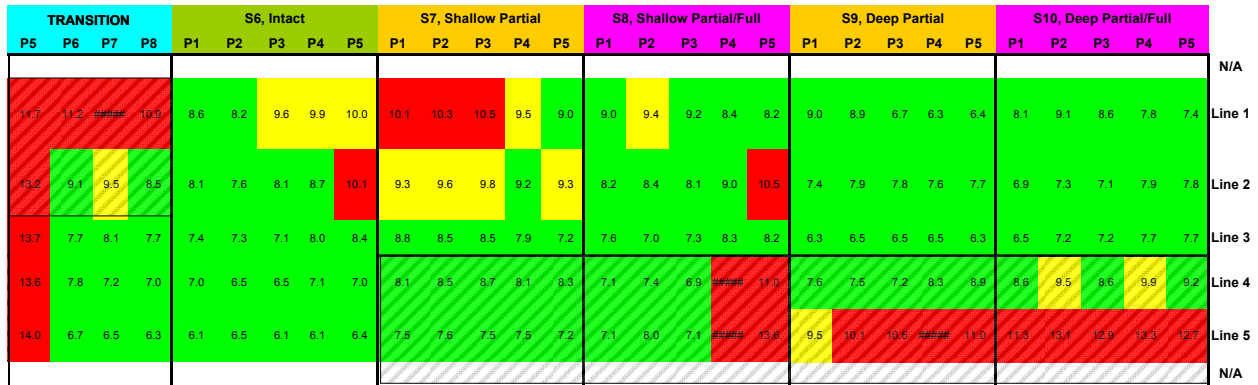 TRANSITION S6, Intact S7, Shallow Partial S8, Shallow Partial/Full S9, Deep Partial S10, Deep Partial/Full
P5 P6 P7 P8 P1 P2 P3 P4 P5 P1 P2 P3 P4 P5 P1 P2 P3 P4 P5 P1 P2 P3 P4 P5 P1 P2 P3 P4 P5
N/A
11.7 11.2 ##### 10.9 8.6 8.2 9.6 9.9 10.0 10.1 10.3 10.5 9.5 9.0 9.0 9.4 9.2 8.4 8.2 9.0 8.9 6.7 6.3 6.4 8.1 9.1 8.6 7.8 7.4 Line 1
13.2 9.1 9.5 8.5 8.1 7.6 8.1 8.7 10.1 9.3 9.6 9.8 9.2 9.3 8.2 8.4 8.1 9.0 10.5 7.4 7.9 7.8 7.6 7.7 6.9 7.3 7.1 7.9 7.8 Line 2
13.7 7.7 8.1 7.7 7.4 7.3 7.1 8.0 8.4 8.8 8.5 8.5 7.9 7.2 7.6 7.0 7.3 8.3 8.2 6.3 6.5 6.5 6.5 6.3 6.5 7.2 7.2 7.7 7.7 Line 3
13.6 7.8 7.2 7.0 7.0 6.5 6.5 7.1 7.0 8.1 8.5 8.7 8.1 8.3 7.1 7.4 6.9 ##### 11.0 7.6 7.5 7.2 8.3 8.9 8.6 9.5 8.6 9.9 9.2 Line 4
14.0 6.7 6.5 6.3 6.1 6.5 6.1 6.1 6.4 7.5 7.6 7.5 7.5 7.2 7.1 8.0 7.1 ##### 13.6 9.5 10.1 10.6 ##### 11.0 11.3 13.1 12.9 13.3 12.7 Line 5
N/A